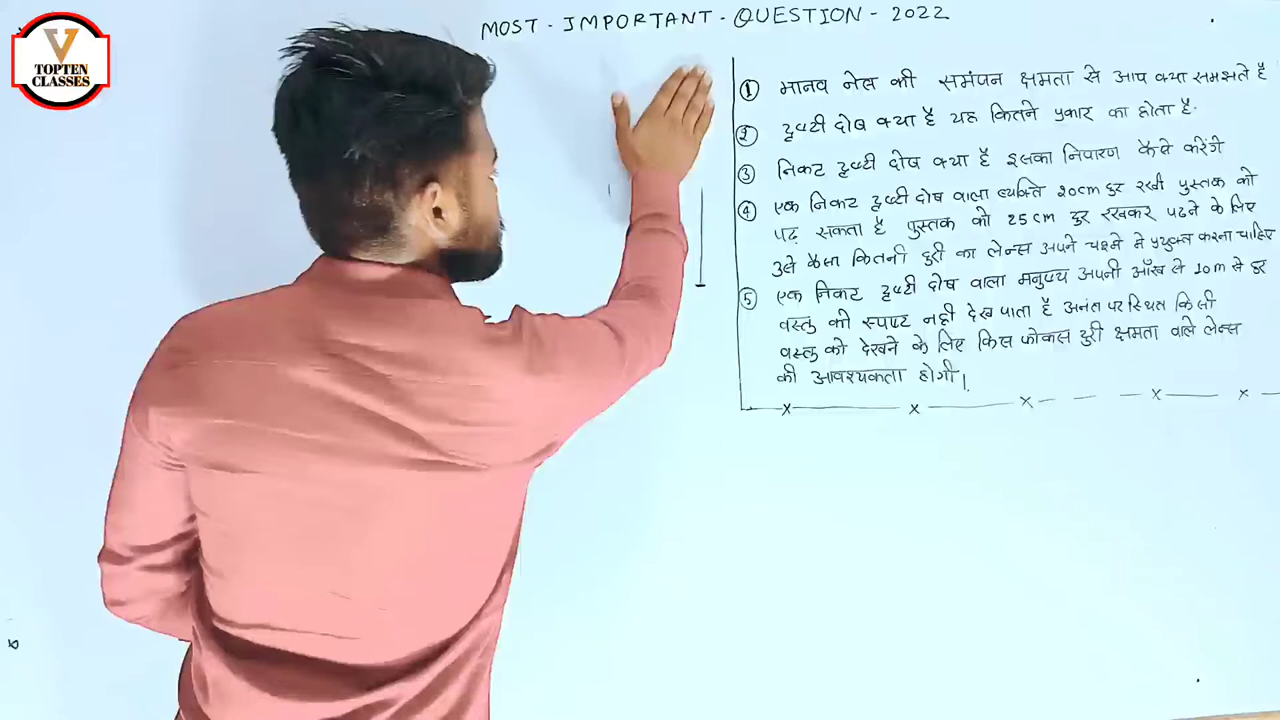 V
TOPTEN
CLASSES
MOST - IMPORTANT - QUESTION - 2022
① मानव नेत्र की समंपन क्षमता से आप क्या समझते है
② दृष्टी दोष क्या है यह कितने प्रकार का होता है.
③ निकट दृष्टी दोष क्या है इसका निवारण कैसे करेंगे
④ एक निकट दृष्टी दोष वाला व्यक्ति 20cm दुर रखी पुस्तक को
पढ़ सकता है पुस्तक को 25cm दुर रखकर पढने के लिए
उसे कैसा कितनी दुरी का लेन्स अपने चश्मे मे प्रयुक्त करना चाहिए
⑤ एक निकट दृष्टी दोष वाला मनुष्य अपनी आँख से 10m से दुर
वस्तु को स्पष्ट नही देख पाता है अनंत पर स्थित किसी
वस्तु को देखने के लिए किस फोकस दुरी क्षमता वाले लेन्स
की आवश्यकता होगी।